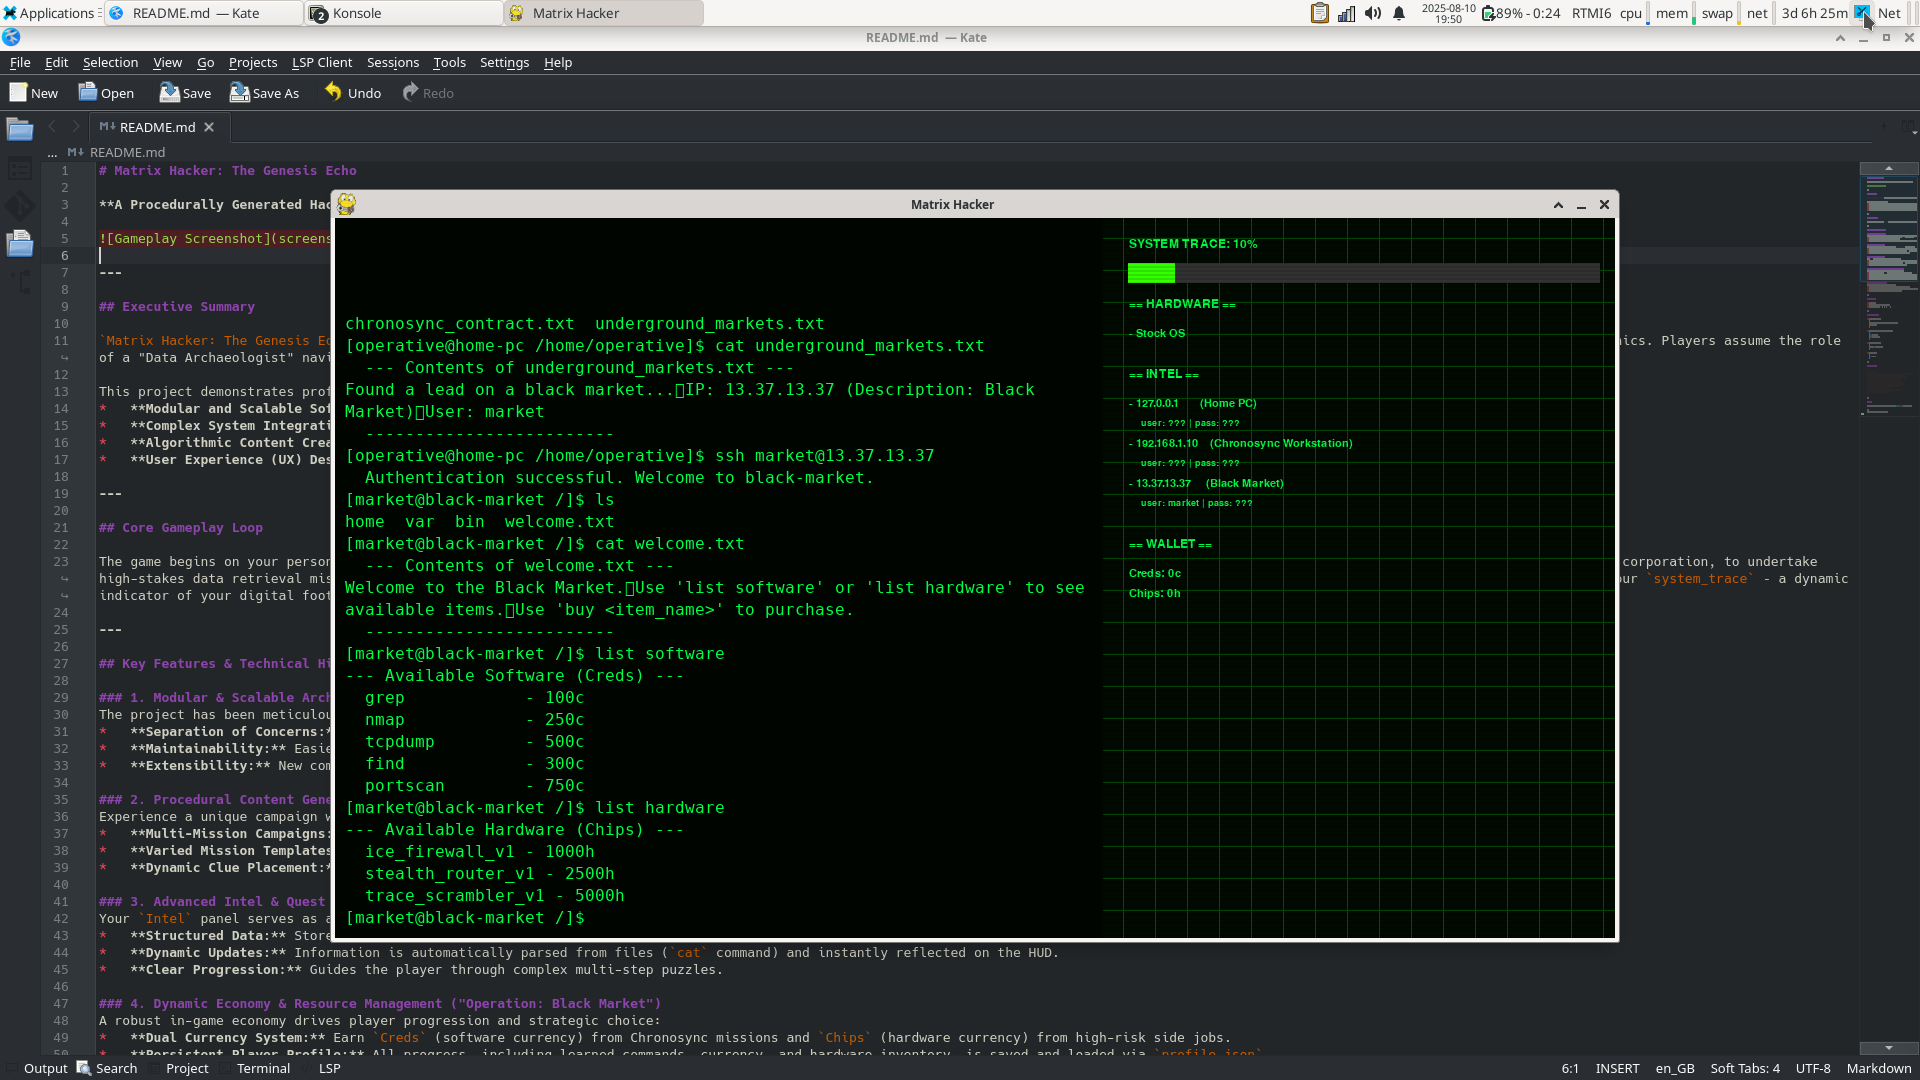 Applications
README.md — Kate
2 Konsole
Matrix Hacker
2025-08-10
19:50
89% - 0:24
RTMI6
cpu
mem
swap
net
3d 6h 25m
Net
README.md — Kate
File Edit Selection View Go Projects LSP Client Sessions Tools Settings Help
New Open Save Save As Undo Redo
README.md
... README.md
1 # Matrix Hacker: The Genesis Echo
2
3 **A Procedurally Generated Hac
4
5 ![Gameplay Screenshot](screens
6
7 ---
8
9 ## Executive Summary
10
11 `Matrix Hacker: The Genesis Ec ics. Players assume the role
of a "Data Archaeologist" navi
12
13 This project demonstrates prof
14 * **Modular and Scalable Sof
15 * **Complex System Integrati
16 * **Algorithmic Content Crea
17 * **User Experience (UX) Des
18
19 ---
20
21 ## Core Gameplay Loop
22
23 The game begins on your person corporation, to undertake
high-stakes data retrieval mis ur `system_trace` - a dynamic
indicator of your digital foot
24
25 ---
26
27 ## Key Features & Technical Hi
28
29 ### 1. Modular & Scalable Arch
30 The project has been meticulou
31 * **Separation of Concerns:*
32 * **Maintainability:** Easie
33 * **Extensibility:** New com
34
35 ### 2. Procedural Content Gene
36 Experience a unique campaign w
37 * **Multi-Mission Campaigns:
38 * **Varied Mission Templates
39 * **Dynamic Clue Placement:*
40
41 ### 3. Advanced Intel & Quest
42 Your `Intel` panel serves as a
43 * **Structured Data:** Store
44 * **Dynamic Updates:** Information is automatically parsed from files (`cat` command) and instantly reflected on the HUD.
45 * **Clear Progression:** Guides the player through complex multi-step puzzles.
46
47 ### 4. Dynamic Economy & Resource Management ("Operation: Black Market")
48 A robust in-game economy drives player progression and strategic choice:
49 * **Dual Currency System:** Earn `Creds` (software currency) from Chronosync missions and `Chips` (hardware currency) from high-risk side jobs.
50 * **Persistent Player Profile:** All progress, including learned commands, currency, and hardware inventory, is saved and loaded via `profile.json`
Matrix Hacker
chronosync_contract.txt underground_markets.txt
[operative@home-pc /home/operative]$ cat underground_markets.txt
--- Contents of underground_markets.txt ---
Found a lead on a black market...▯IP: 13.37.13.37 (Description: Black
Market)▯User: market
-------------------------
[operative@home-pc /home/operative]$ ssh market@13.37.13.37
Authentication successful. Welcome to black-market.
[market@black-market /]$ ls
home var bin welcome.txt
[market@black-market /]$ cat welcome.txt
--- Contents of welcome.txt ---
Welcome to the Black Market.▯Use 'list software' or 'list hardware' to see
available items.▯Use 'buy <item_name>' to purchase.
-------------------------
[market@black-market /]$ list software
--- Available Software (Creds) ---
grep - 100c
nmap - 250c
tcpdump - 500c
find - 300c
portscan - 750c
[market@black-market /]$ list hardware
--- Available Hardware (Chips) ---
ice_firewall_v1 - 1000h
stealth_router_v1 - 2500h
trace_scrambler_v1 - 5000h
[market@black-market /]$
SYSTEM TRACE: 10%
== HARDWARE ==
- Stock OS
== INTEL ==
- 127.0.0.1 (Home PC)
user: ??? | pass: ???
- 192.168.1.10 (Chronosync Workstation)
user: ??? | pass: ???
- 13.37.13.37 (Black Market)
user: market | pass: ???
== WALLET ==
Creds: 0c
Chips: 0h
Output Search Project Terminal LSP
6:1 INSERT en_GB Soft Tabs: 4 UTF-8 Markdown